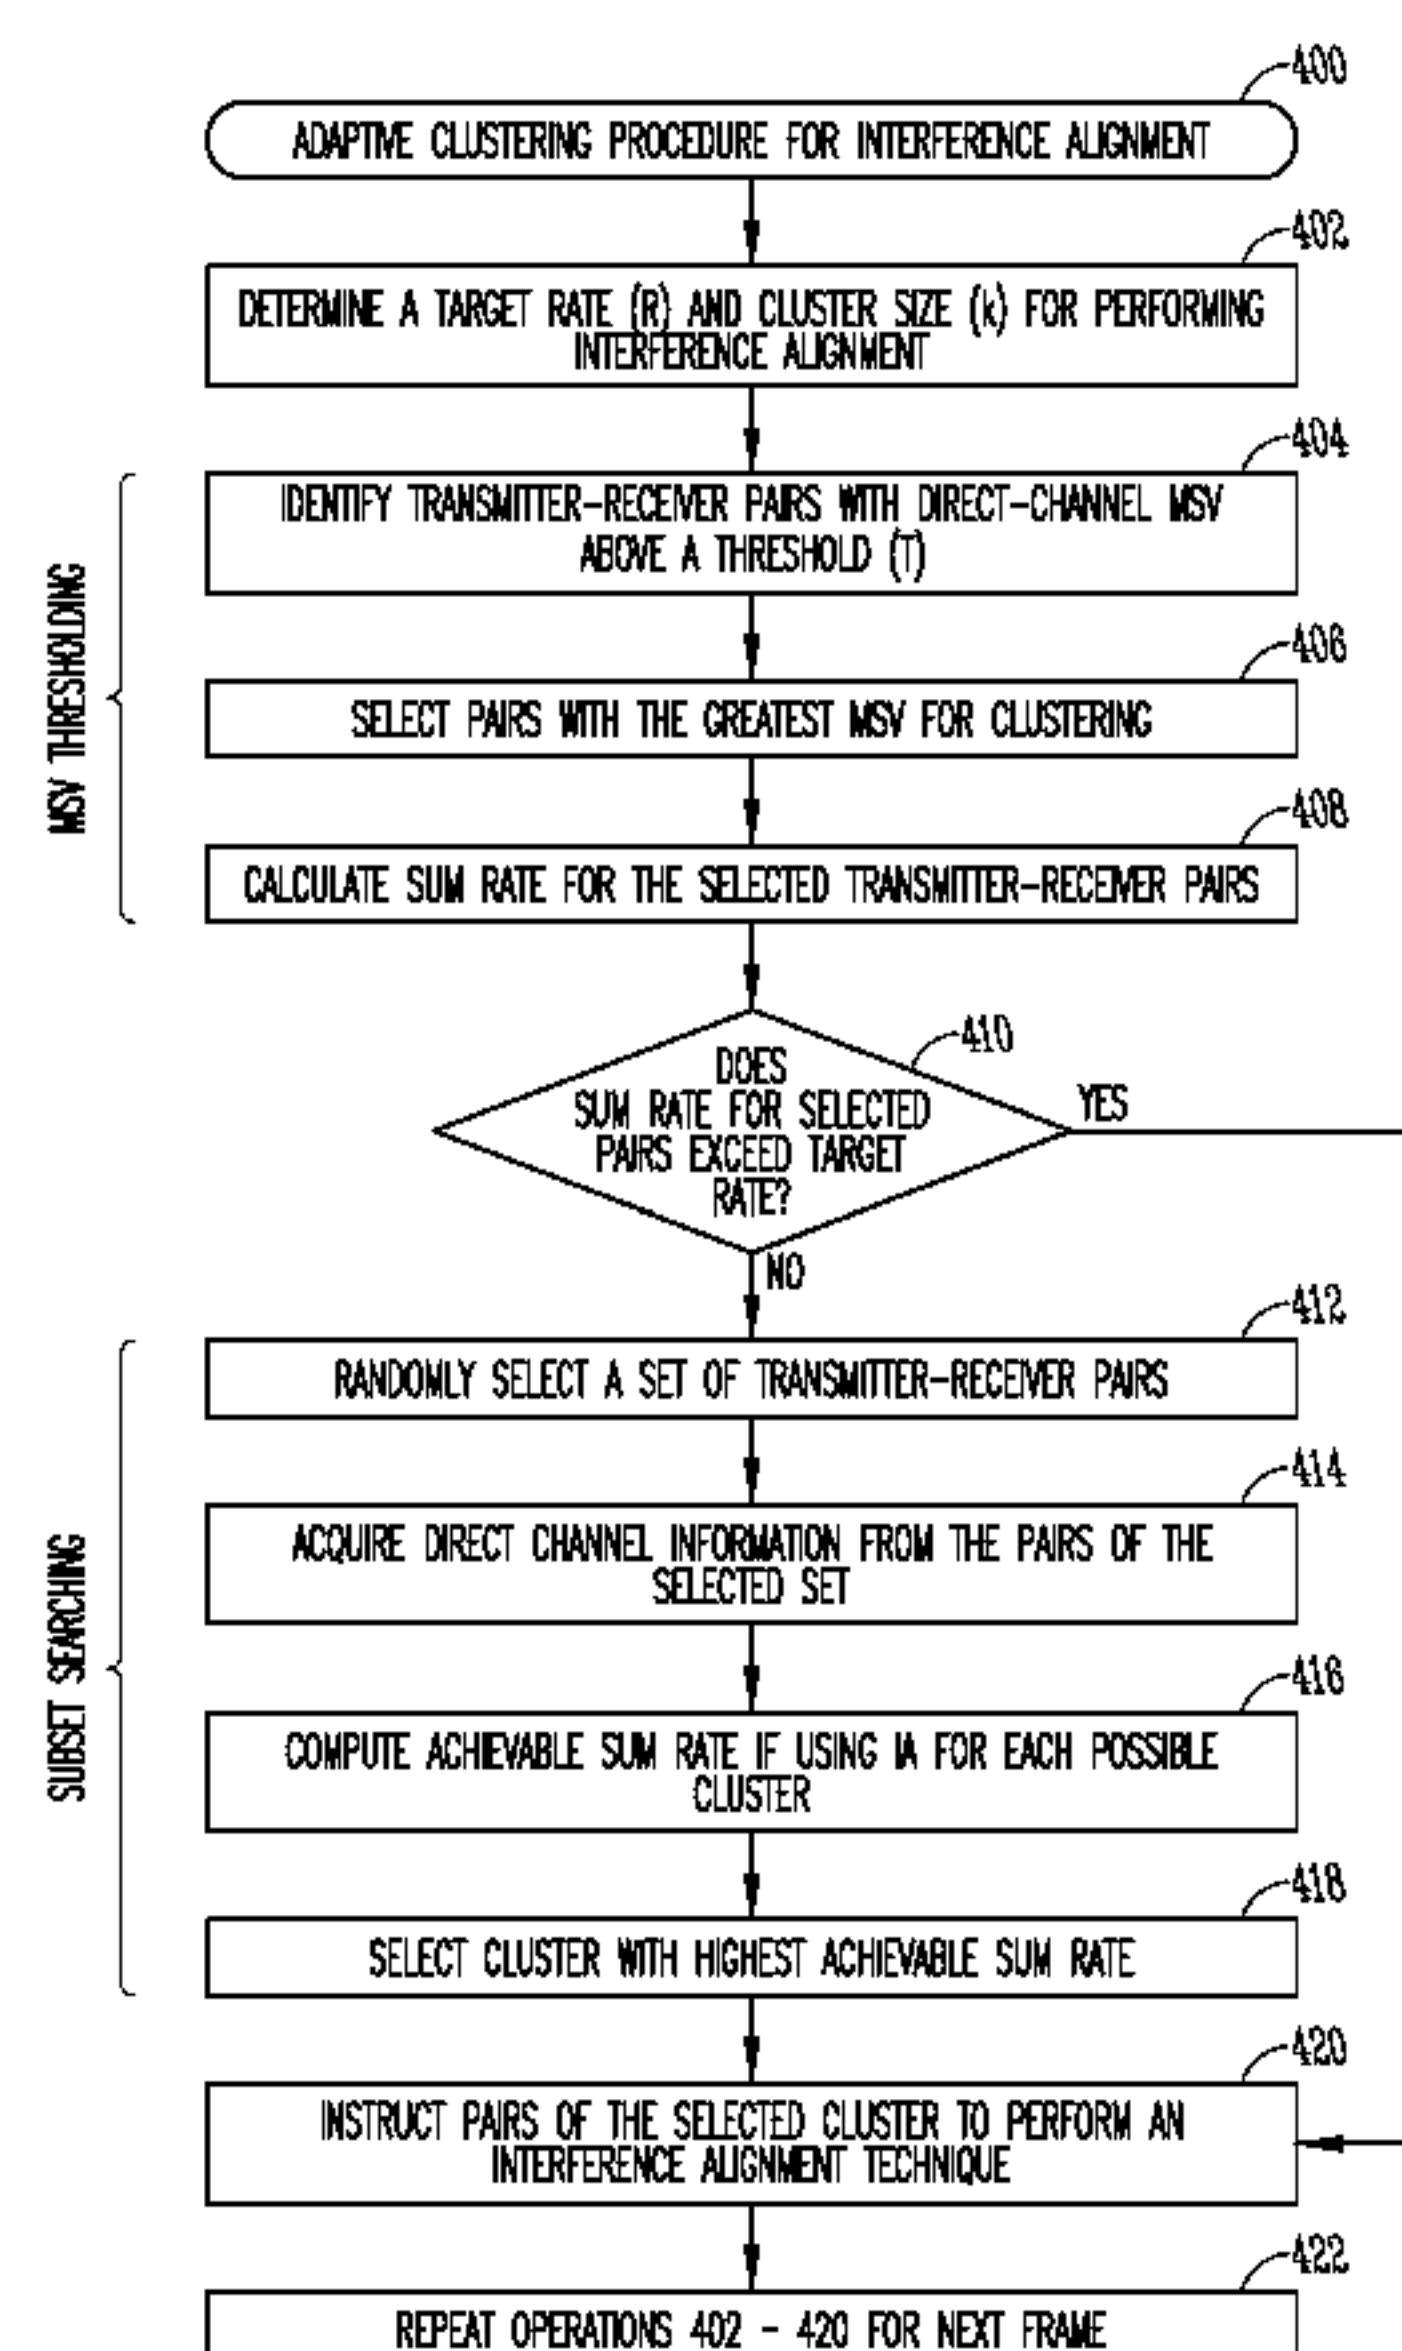 400
ADAPTIVE CLUSTERING PROCEDURE FOR INTERFERENCE ALIGNMENT
402
DETERMINE A TARGET RATE (R) AND CLUSTER SIZE (k) FOR PERFORMING
INTERFERENCE ALIGNMENT
MSV THRESHOLDING
404
IDENTIFY TRANSMITTER-RECEIVER PAIRS WITH DIRECT-CHANNEL MSV
ABOVE A THRESHOLD (T)
406
SELECT PAIRS WITH THE GREATEST MSV FOR CLUSTERING
408
CALCULATE SUM RATE FOR THE SELECTED TRANSMITTER-RECEIVER PAIRS
410
DOES
SUM RATE FOR SELECTED
PAIRS EXCEED TARGET
RATE?
YES
NO
SUBSET SEARCHING
412
RANDOMLY SELECT A SET OF TRANSMITTER-RECEIVER PAIRS
414
ACQUIRE DIRECT CHANNEL INFORMATION FROM THE PAIRS OF THE
SELECTED SET
416
COMPUTE ACHIEVABLE SUM RATE IF USING IA FOR EACH POSSIBLE
CLUSTER
418
SELECT CLUSTER WITH HIGHEST ACHIEVABLE SUM RATE
420
INSTRUCT PAIRS OF THE SELECTED CLUSTER TO PERFORM AN
INTERFERENCE ALIGNMENT TECHNIQUE
422
REPEAT OPERATIONS 402 - 420 FOR NEXT FRAME